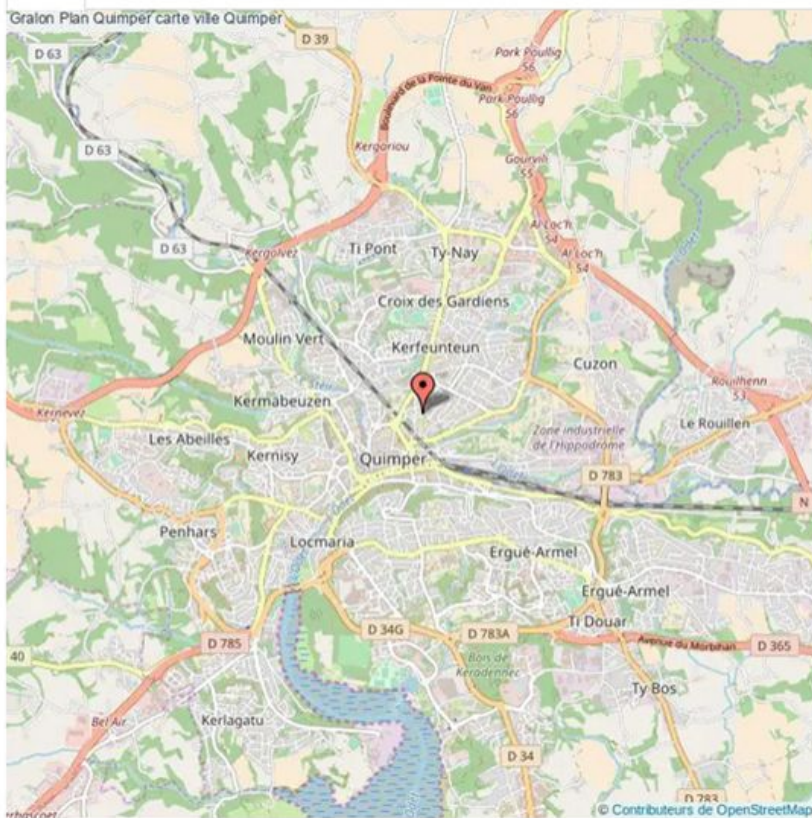 Gralon Plan Quimper carte ville Quimper
D 63
D 39
Park Poullig
56
Boulevard de la Pointe du Van
Park-Poullig
56
Kergariou
D 63
Gourvili
55
Al Loc'h
54
D 63
Kergolvez
Ti Pont
Ty-Nay
Al Loc'h
54
Croix des Gardiens
Moulin Vert
Kerfeunteun
Cuzon
Rouilhenn
53
Kermabeuzen
Kernevez
Le Rouillen
Les Abeilles
Zone industrielle
de l'Hippodrome
Kernisy
Quimper
D 783
N
Penhars
Locmaria
Ergué-Armel
Ergué-Armel
Ti Douar
D 34G
D 783A
D 785
Avenue du Morbihan
D 365
40
Bois de
Keradennec
Ty Bos
Bel Air
Kerlagatu
D 34
D 783
© Contributeurs de OpenStreetMap